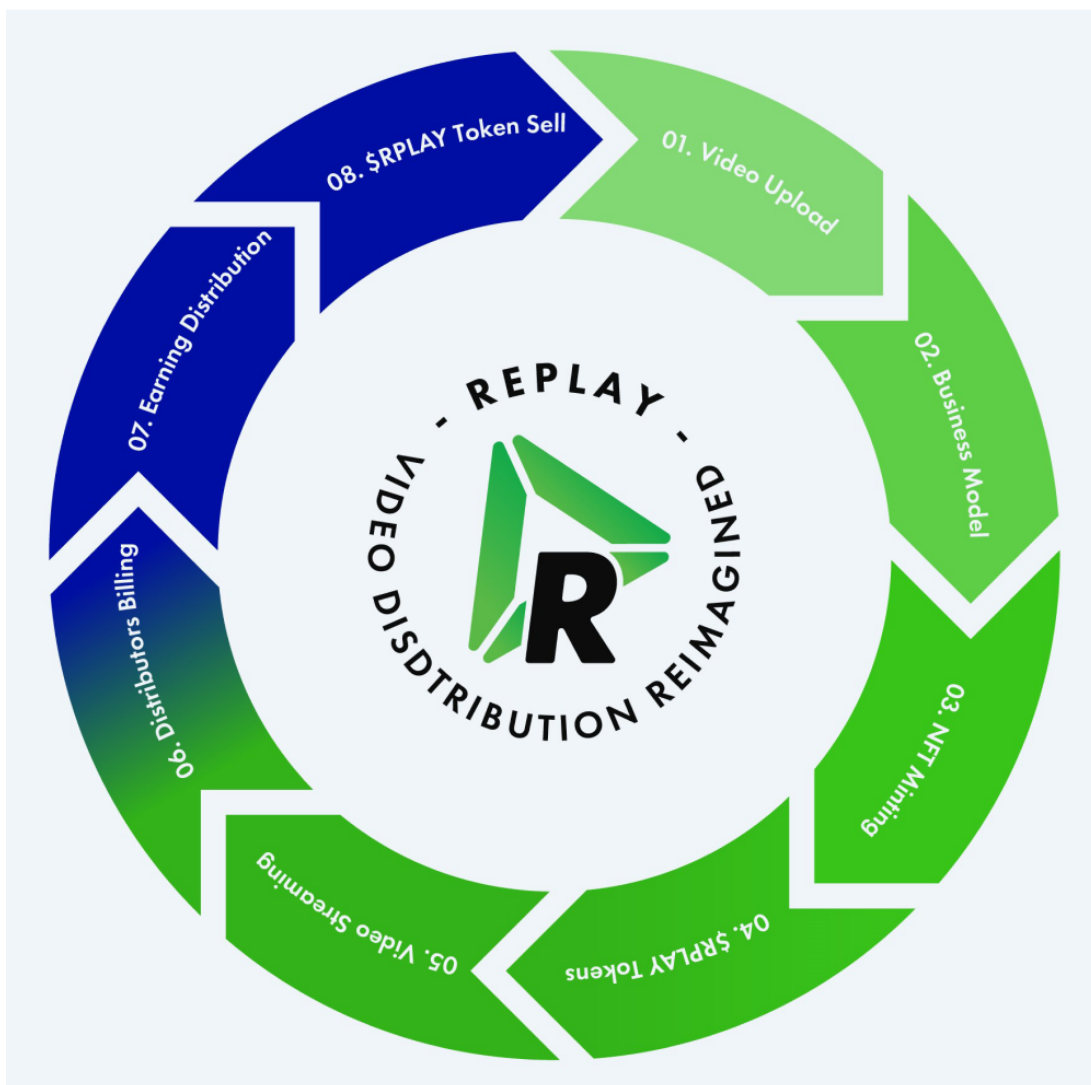 01. Video Upload
02. Business Model
03. NFT Minting
04. $RPLAY Tokens
05. Video Streaming
06. Distributors Billing
07. Earning Distribution
08. $RPLAY Token Sell
- REPLAY -
VIDEO DISDTRIBUTION REIMAGINED
R